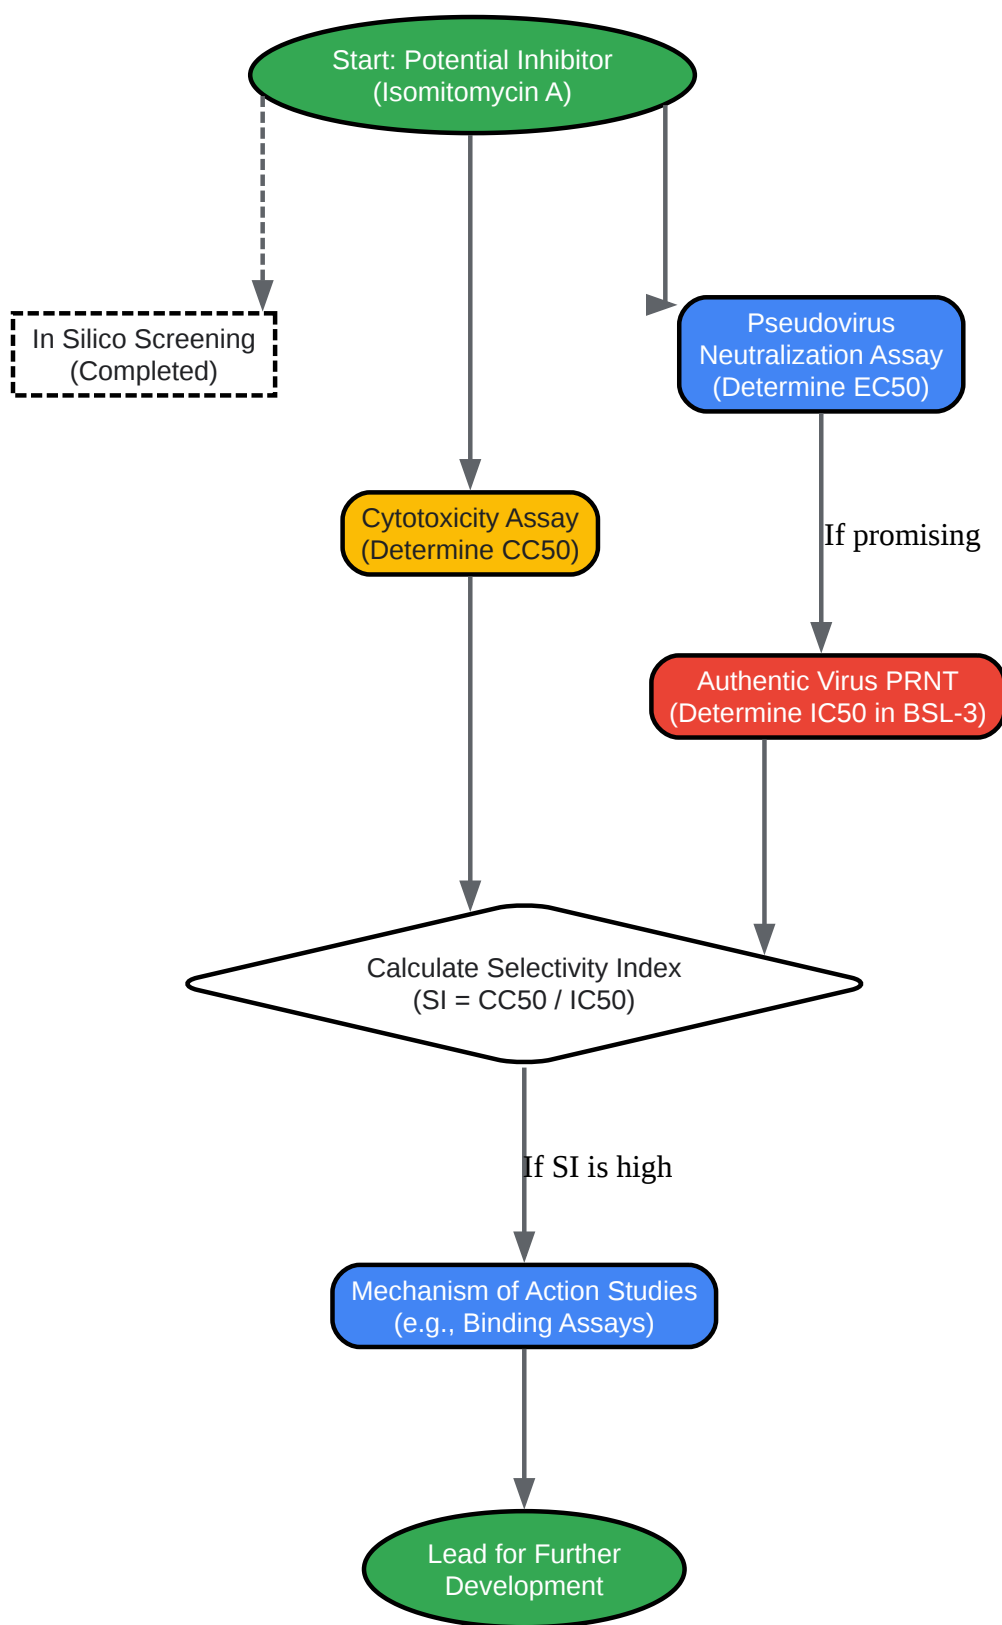 Start: Potential Inhibitor
(Isomitomycin A)
In Silico Screening
(Completed)
Pseudovirus
Neutralization Assay
(Determine EC50)
Cytotoxicity Assay
(Determine CC50)
If promising
Authentic Virus PRNT
(Determine IC50 in BSL-3)
Calculate Selectivity Index
(SI = CC50 / IC50)
If SI is high
Mechanism of Action Studies
(e.g., Binding Assays)
Lead for Further
Development